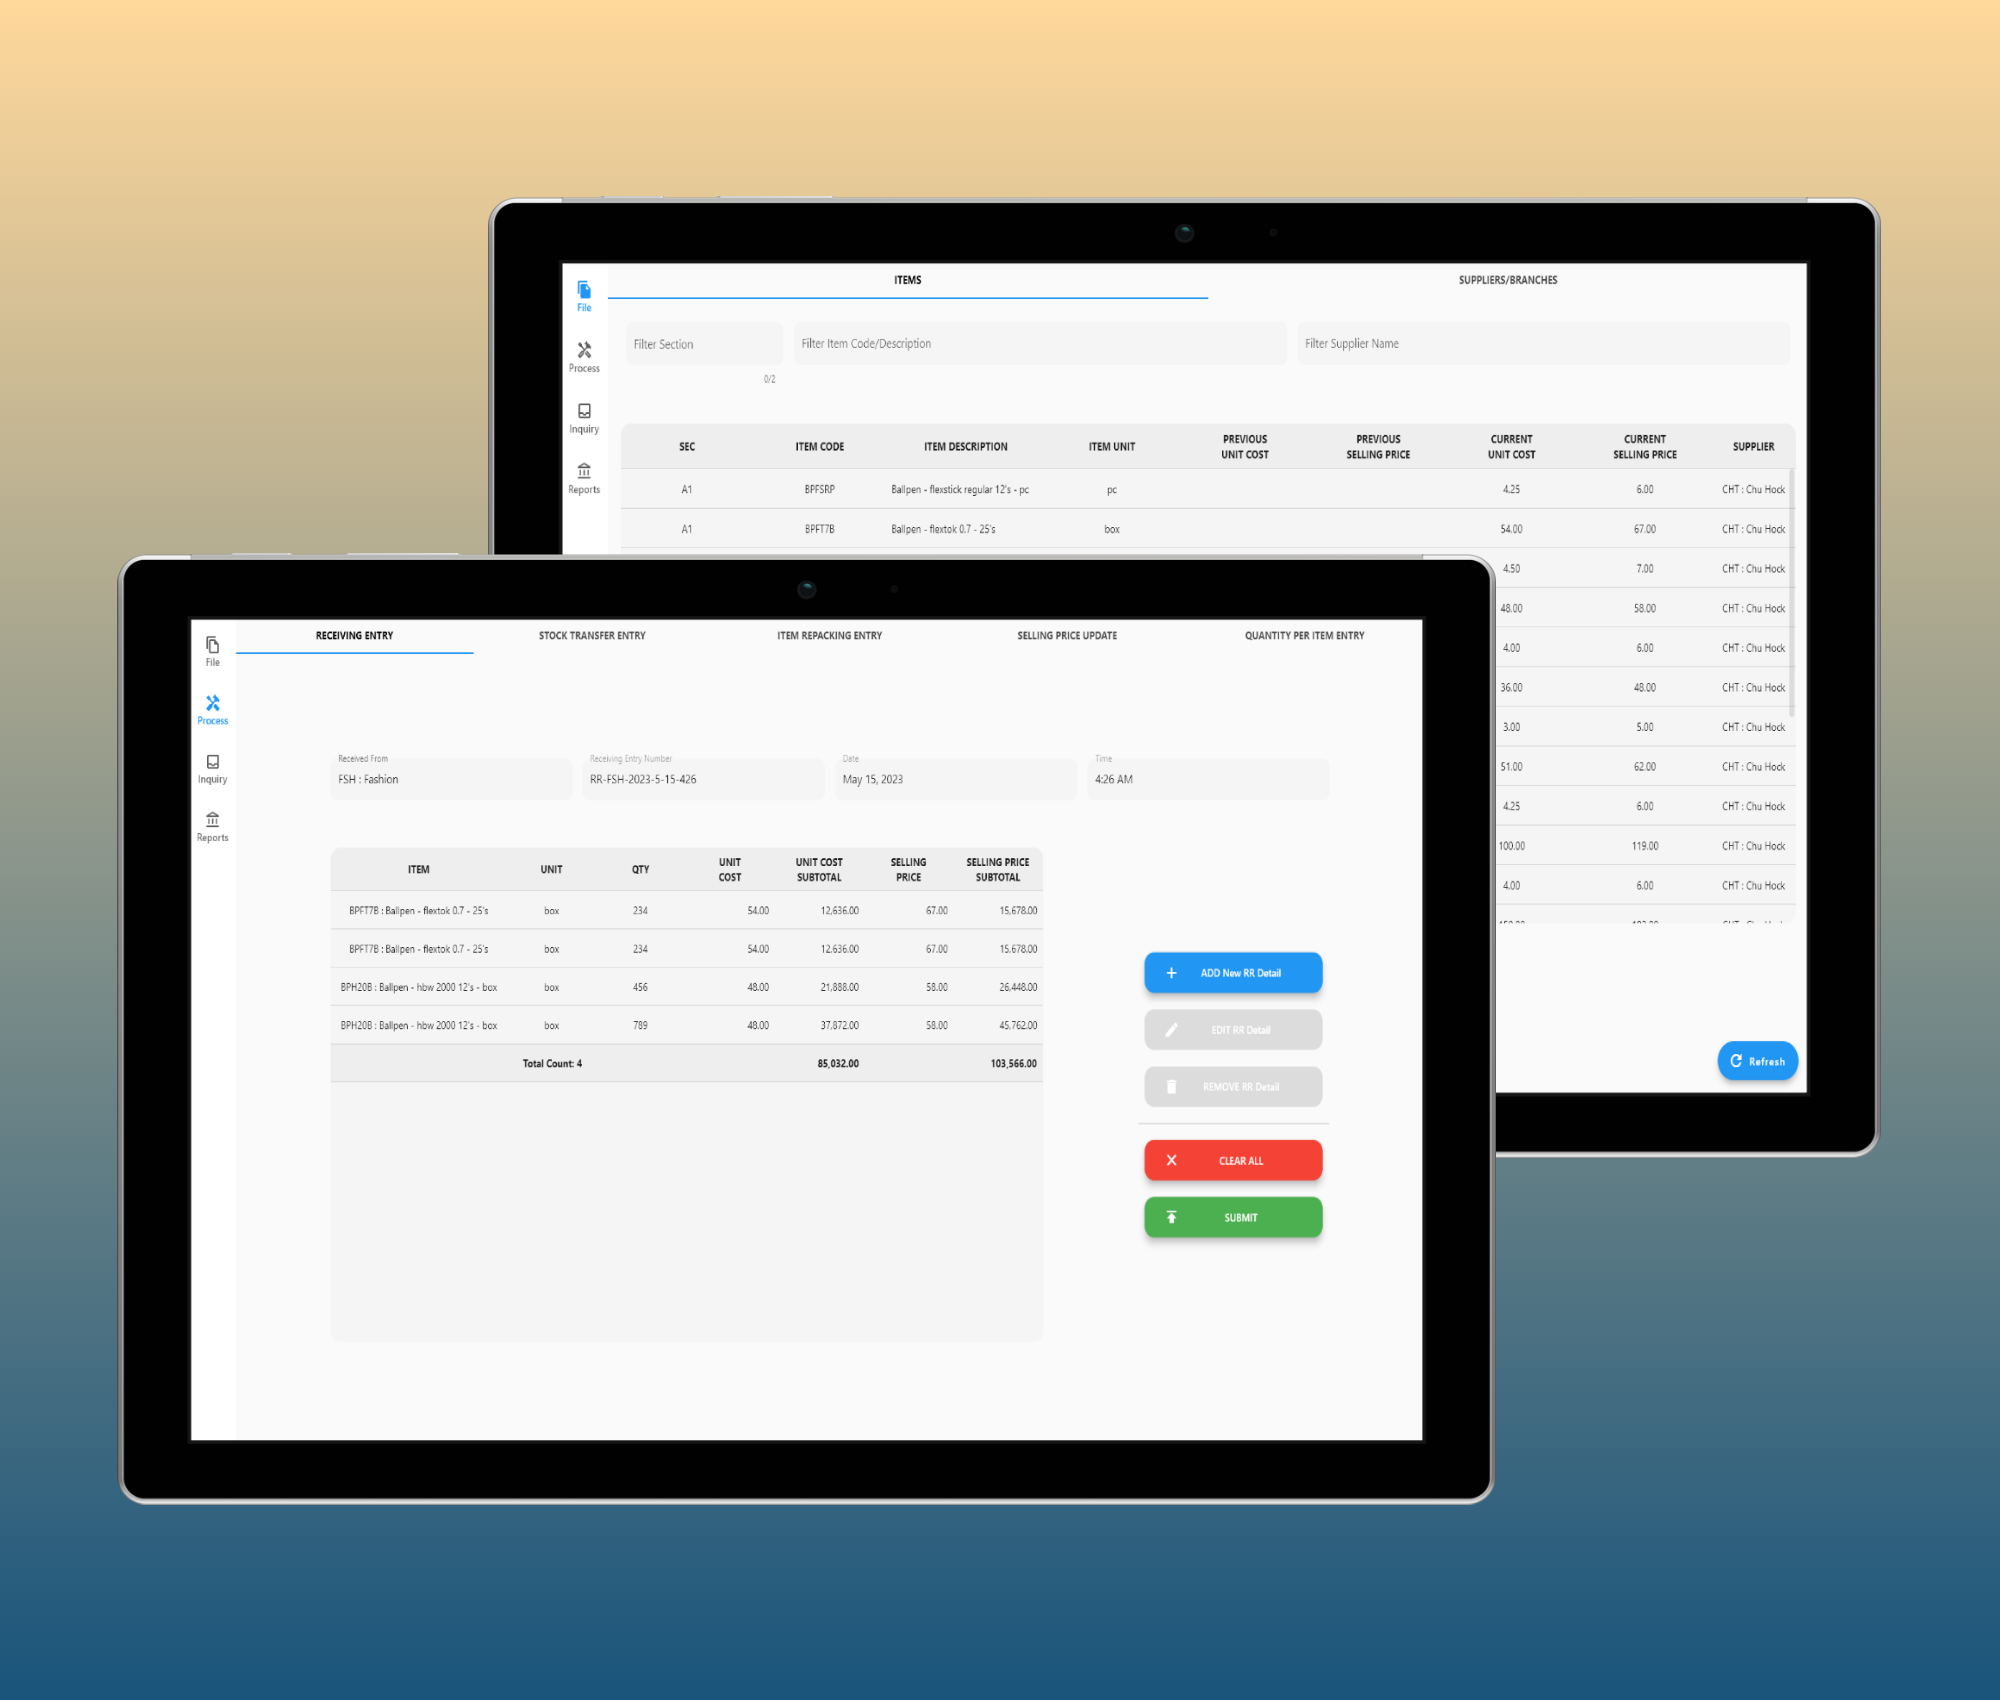 ITEMS
SUPPLIERS/BRANCHES
File
Process
Inquiry
Reports
Filter Section
Filter Item Code/Description
Filter Supplier Name
0/2
SEC ITEM CODE ITEM DESCRIPTION ITEM UNIT PREVIOUS UNIT COST PREVIOUS SELLING PRICE CURRENT UNIT COST CURRENT SELLING PRICE SUPPLIER
A1 BPFSRP Ballpen - flexstick regular 12's - pc pc 4.25 6.00 CHT : Chu Hock
A1 BPFT7B Ballpen - flextok 0.7 - 25's box 54.00 67.00 CHT : Chu Hock
4.50 7.00 CHT : Chu Hock
48.00 58.00 CHT : Chu Hock
4.00 6.00 CHT : Chu Hock
36.00 48.00 CHT : Chu Hock
3.00 5.00 CHT : Chu Hock
51.00 62.00 CHT : Chu Hock
4.25 6.00 CHT : Chu Hock
100.00 119.00 CHT : Chu Hock
4.00 6.00 CHT : Chu Hock
Refresh
File
Process
Inquiry
Reports
RECEIVING ENTRY
STOCK TRANSFER ENTRY
ITEM REPACKING ENTRY
SELLING PRICE UPDATE
QUANTITY PER ITEM ENTRY
Received From
FSH : Fashion
Receiving Entry Number
RR-FSH-2023-5-15-426
Date
May 15, 2023
Time
4:26 AM
ITEM UNIT QTY UNIT COST UNIT COST SUBTOTAL SELLING PRICE SELLING PRICE SUBTOTAL
BPFT7B : Ballpen - flextok 0.7 - 25's box 234 54.00 12,636.00 67.00 15,678.00
BPFT7B : Ballpen - flextok 0.7 - 25's box 234 54.00 12,636.00 67.00 15,678.00
BPH20B : Ballpen - hbw 2000 12's - box box 456 48.00 21,888.00 58.00 26,448.00
BPH20B : Ballpen - hbw 2000 12's - box box 789 48.00 37,872.00 58.00 45,762.00
Total Count: 4 85,032.00 103,566.00
ADD New RR Detail
EDIT RR Detail
REMOVE RR Detail
CLEAR ALL
SUBMIT